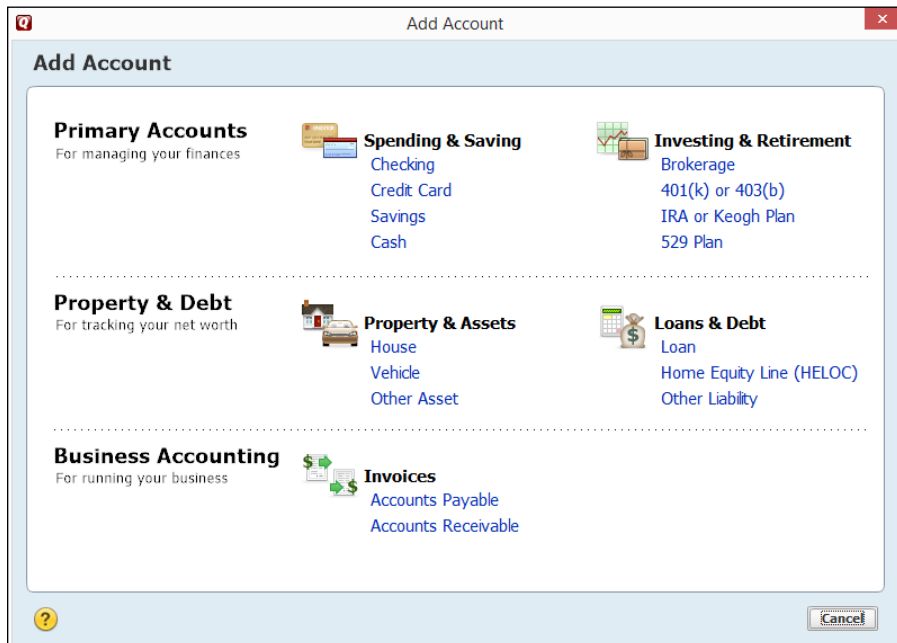 Add Account
Add Account
Primary Accounts
For managing your finances
Spending & Saving
Checking
Credit Card
Savings
Cash
Investing & Retirement
Brokerage
401(k) or 403(b)
IRA or Keogh Plan
529 Plan
Property & Debt
For tracking your net worth
Property & Assets
House
Vehicle
Other Asset
Loans & Debt
Loan
Home Equity Line (HELOC)
Other Liability
Business Accounting
For running your business
Invoices
Accounts Payable
Accounts Receivable
?
Cancel